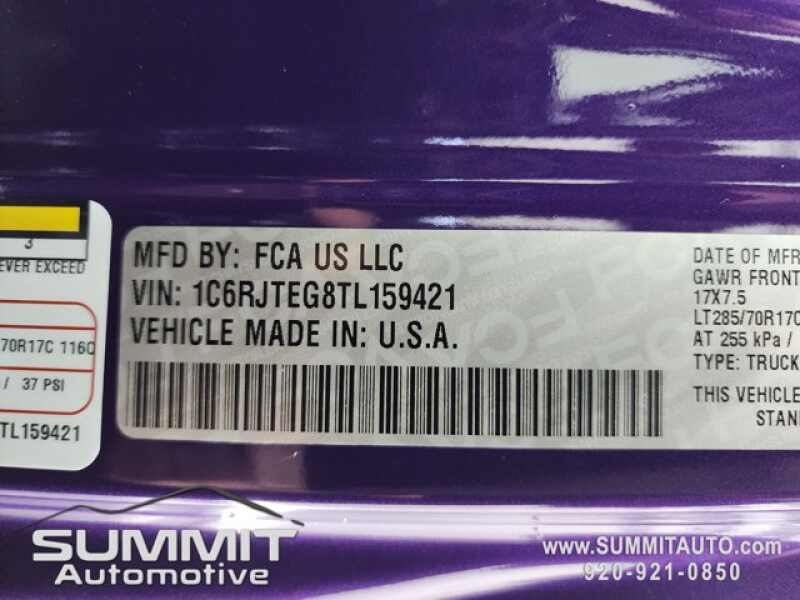 3
EVER EXCEED
70R17C 116Q
/ 37 PSI
TL159421
MFD BY: FCA US LLC
VIN: 1C6RJTEG8TL159421
VEHICLE MADE IN: U.S.A.
DATE OF MFR
GAWR FRONT
17X7.5
LT285/70R17C
AT 255 kPa /
TYPE: TRUCK
THIS VEHICLE
STAN
SUMMIT
Automotive
www.SUMMITAUTO.com
920-921-0850